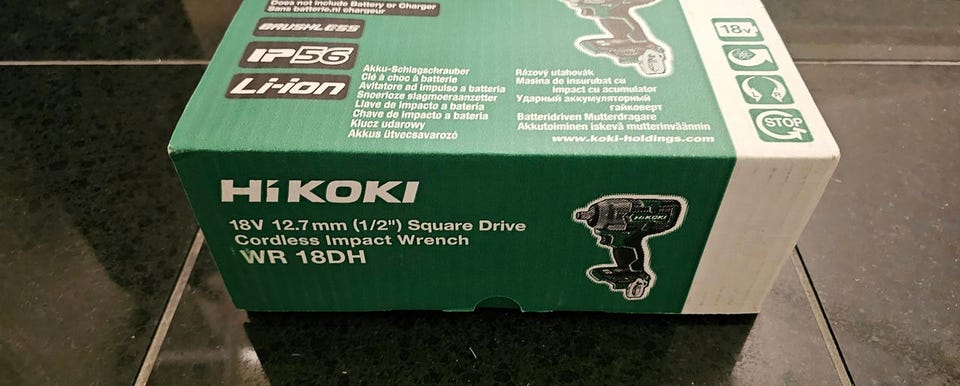 Does not include Battery or Charger
Sans batterie.ni chargeur
BRUSHLESS
IP56
Li-ion
Akku-Schlagschrauber
Clé à choc à batterie
Avitatore ad impulso a batteria
Snoerloze slagmoeraanzetter
Llave de impacto a batería
Chave de impacto a bateria
Klucz udarowy
Akkus ütvecsavarozó
Rázový utahovák
Masina de insurubat cu
impact cu acumulator
Ударный аккумуляторный
гайковерт
Batteridriven Mutterdragare
Akkutoiminen iskevä mutterinväännin
www.koki-holdings.com
18V
R
L
STOP
HiKOKI
18V 12.7mm (1/2") Square Drive
Cordless Impact Wrench
WR 18DH
HiKOKI